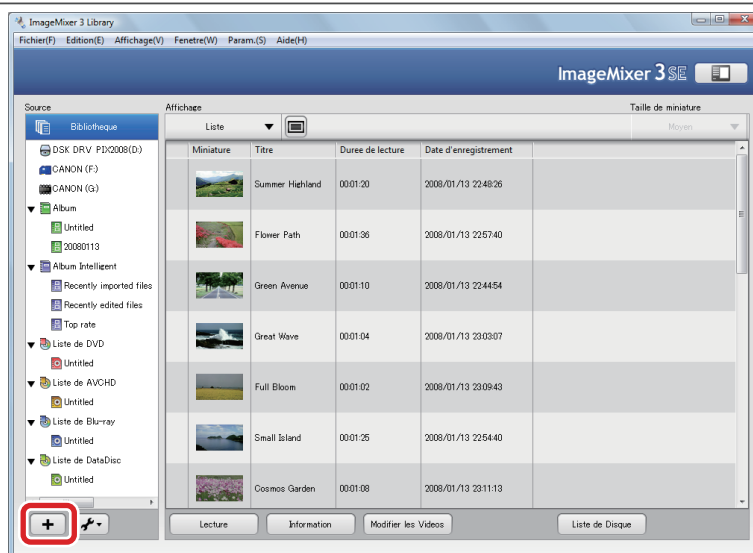 ImageMixer 3 Library
Fichier(F) Edition(E) Affichage(V) Fenetre(W) Param.(S) Aide(H)
ImageMixer 3 SE
Source
Affichage
Taille de miniature
Bibliotheque
Liste
Moyen
DSK DRV PIX2008(D:)
CANON (F:)
CANON (G:)
Album
Untitled
20080113
Album Intelligent
Recently imported files
Recently edited files
Top rate
Liste de DVD
Untitled
Liste de AVCHD
Untitled
Liste de Blu-ray
Untitled
Liste de DataDisc
Untitled
Miniature Titre Duree de lecture Date d'enregistrement
Summer Highland 00:01:20 2008/01/13 22:48:26
Flower Path 00:01:36 2008/01/13 22:57:40
Green Avenue 00:01:10 2008/01/13 22:44:54
Great Wave 00:01:04 2008/01/13 23:03:07
Full Bloom 00:01:02 2008/01/13 23:09:43
Small Island 00:01:25 2008/01/13 22:54:40
Cosmos Garden 00:01:08 2008/01/13 23:11:13
Lecture Information Modifier les Videos Liste de Disque